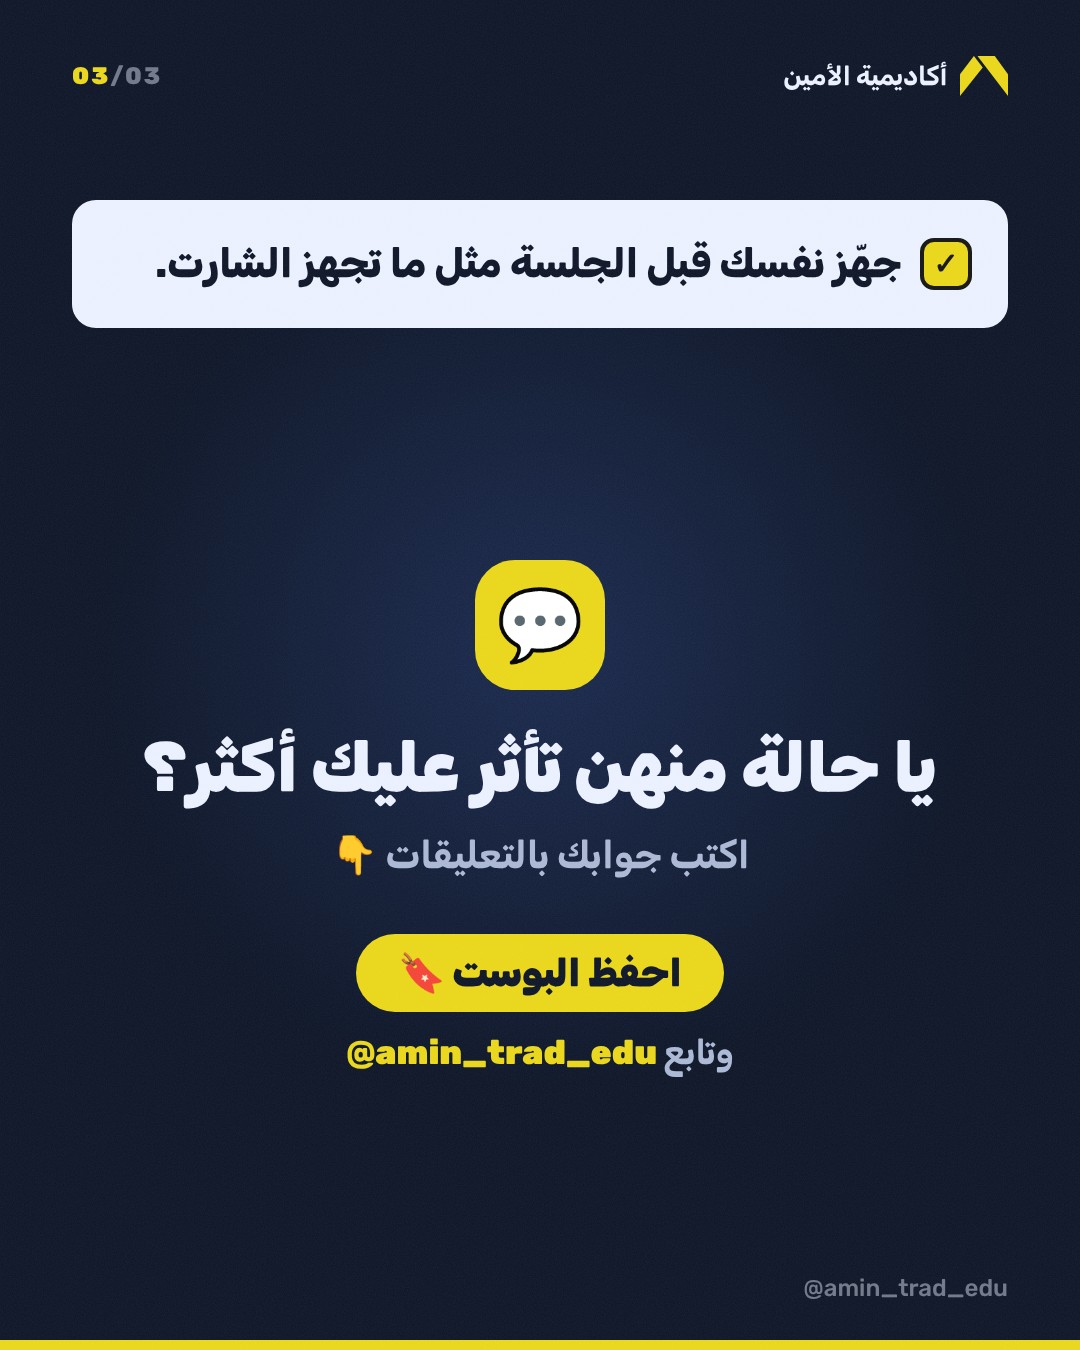 أكاديمية الأمين
03/03
✓ جهّز نفسك قبل الجلسة مثل ما تجهز الشارت.
💬
يا حالة منهن تأثر عليك أكثر؟
اكتب جوابك بالتعليقات 👇
احفظ البوست 🔖
وتابع @amin_trad_edu
@amin_trad_edu